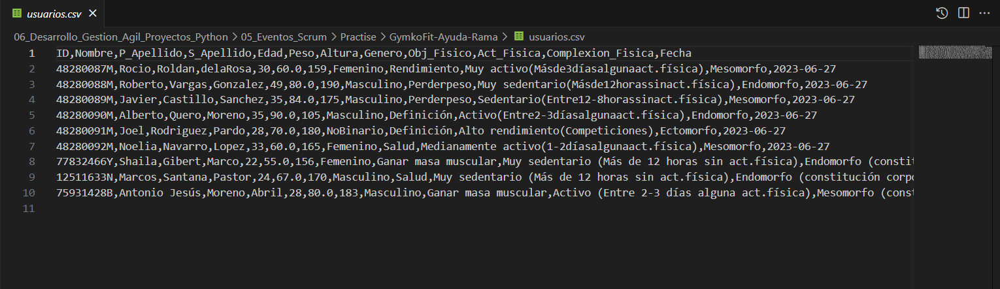 usuarios.csv
06_Desarrollo_Gestion_Agil_Proyectos_Python > 05_Eventos_Scrum > Practise > GymkoFit-Ayuda-Rama > usuarios.csv
1 ID,Nombre,P_Apellido,S_Apellido,Edad,Peso,Altura,Genero,Obj_Fisico,Act_Fisica,Complexion_Fisica,Fecha
2 48280087M,Rocio,Roldan,delaRosa,30,60.0,159,Femenino,Rendimiento,Muy activo(Másde3díasalgunaact.física),Mesomorfo,2023-06-27
3 48280088M,Roberto,Vargas,Gonzalez,49,80.0,190,Masculino,Perderpeso,Muy sedentario(Másde12horassinact.física),Endomorfo,2023-06-27
4 48280089M,Javier,Castillo,Sanchez,35,84.0,175,Masculino,Perderpeso,Sedentario(Entre12-8horassinact.física),Mesomorfo,2023-06-27
5 48280090M,Alberto,Quero,Moreno,35,90.0,105,Masculino,Definición,Activo(Entre2-3díasalgunaact.física),Endomorfo,2023-06-27
6 48280091M,Joel,Rodriguez,Pardo,28,70.0,180,NoBinario,Definición,Alto rendimiento(Competiciones),Ectomorfo,2023-06-27
7 48280092M,Noelia,Navarro,Lopez,33,60.0,165,Femenino,Salud,Medianamente activo(1-2díasalgunaact.física),Mesomorfo,2023-06-27
8 77832466Y,Shaila,Gibert,Marco,22,55.0,156,Femenino,Ganar masa muscular,Muy sedentario (Más de 12 horas sin act.física),Endomorfo (constit
9 12511633N,Marcos,Santana,Pastor,24,67.0,170,Masculino,Salud,Muy sedentario (Más de 12 horas sin act.física),Endomorfo (constitución corpo
10 75931428B,Antonio Jesús,Moreno,Abril,28,80.0,183,Masculino,Ganar masa muscular,Activo (Entre 2-3 días alguna act.física),Mesomorfo (const
11